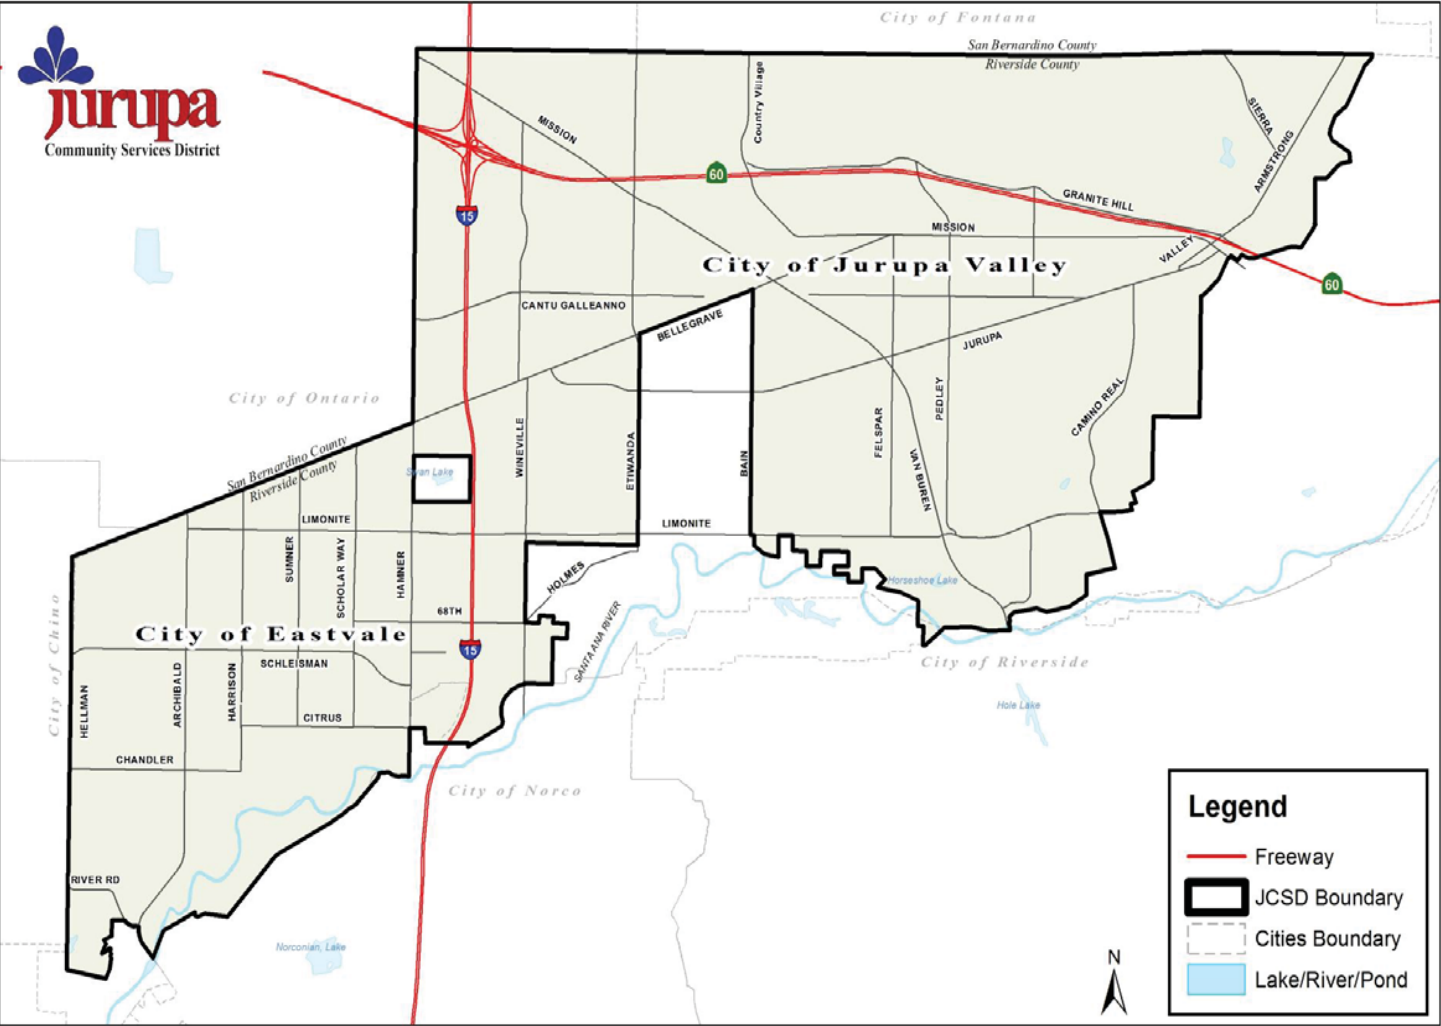 City of Fontana
San Bernardino County
Riverside County
Jurupa
Community Services District
MISSION
Country Village
SIERRA
ARMSTRONG
60
GRANITE HILL
15
MISSION
VALLEY
City of Jurupa Valley
60
CANTU GALLEANNO
BELLEGRAVE
JURUPA
City of Ontario
PEDLEY
CAMINO REAL
FELSPAR
WINEVILLE
ETIWANDA
BAIN
VAN BUREN
San Bernardino County
Riverside County
Swan Lake
LIMONITE
LIMONITE
SUMNER
SCHOLAR WAY
HAMNER
HOLMES
Horseshoe Lake
68TH
SANTA ANA RIVER
City of Chino
City of Eastvale
15
SCHLEISMAN
City of Riverside
HELLMAN
ARCHIBALD
HARRISON
CITRUS
Hole Lake
CHANDLER
City of Norco
RIVER RD
Norconian, Lake
N
Legend
Freeway
JCSD Boundary
Cities Boundary
Lake/River/Pond